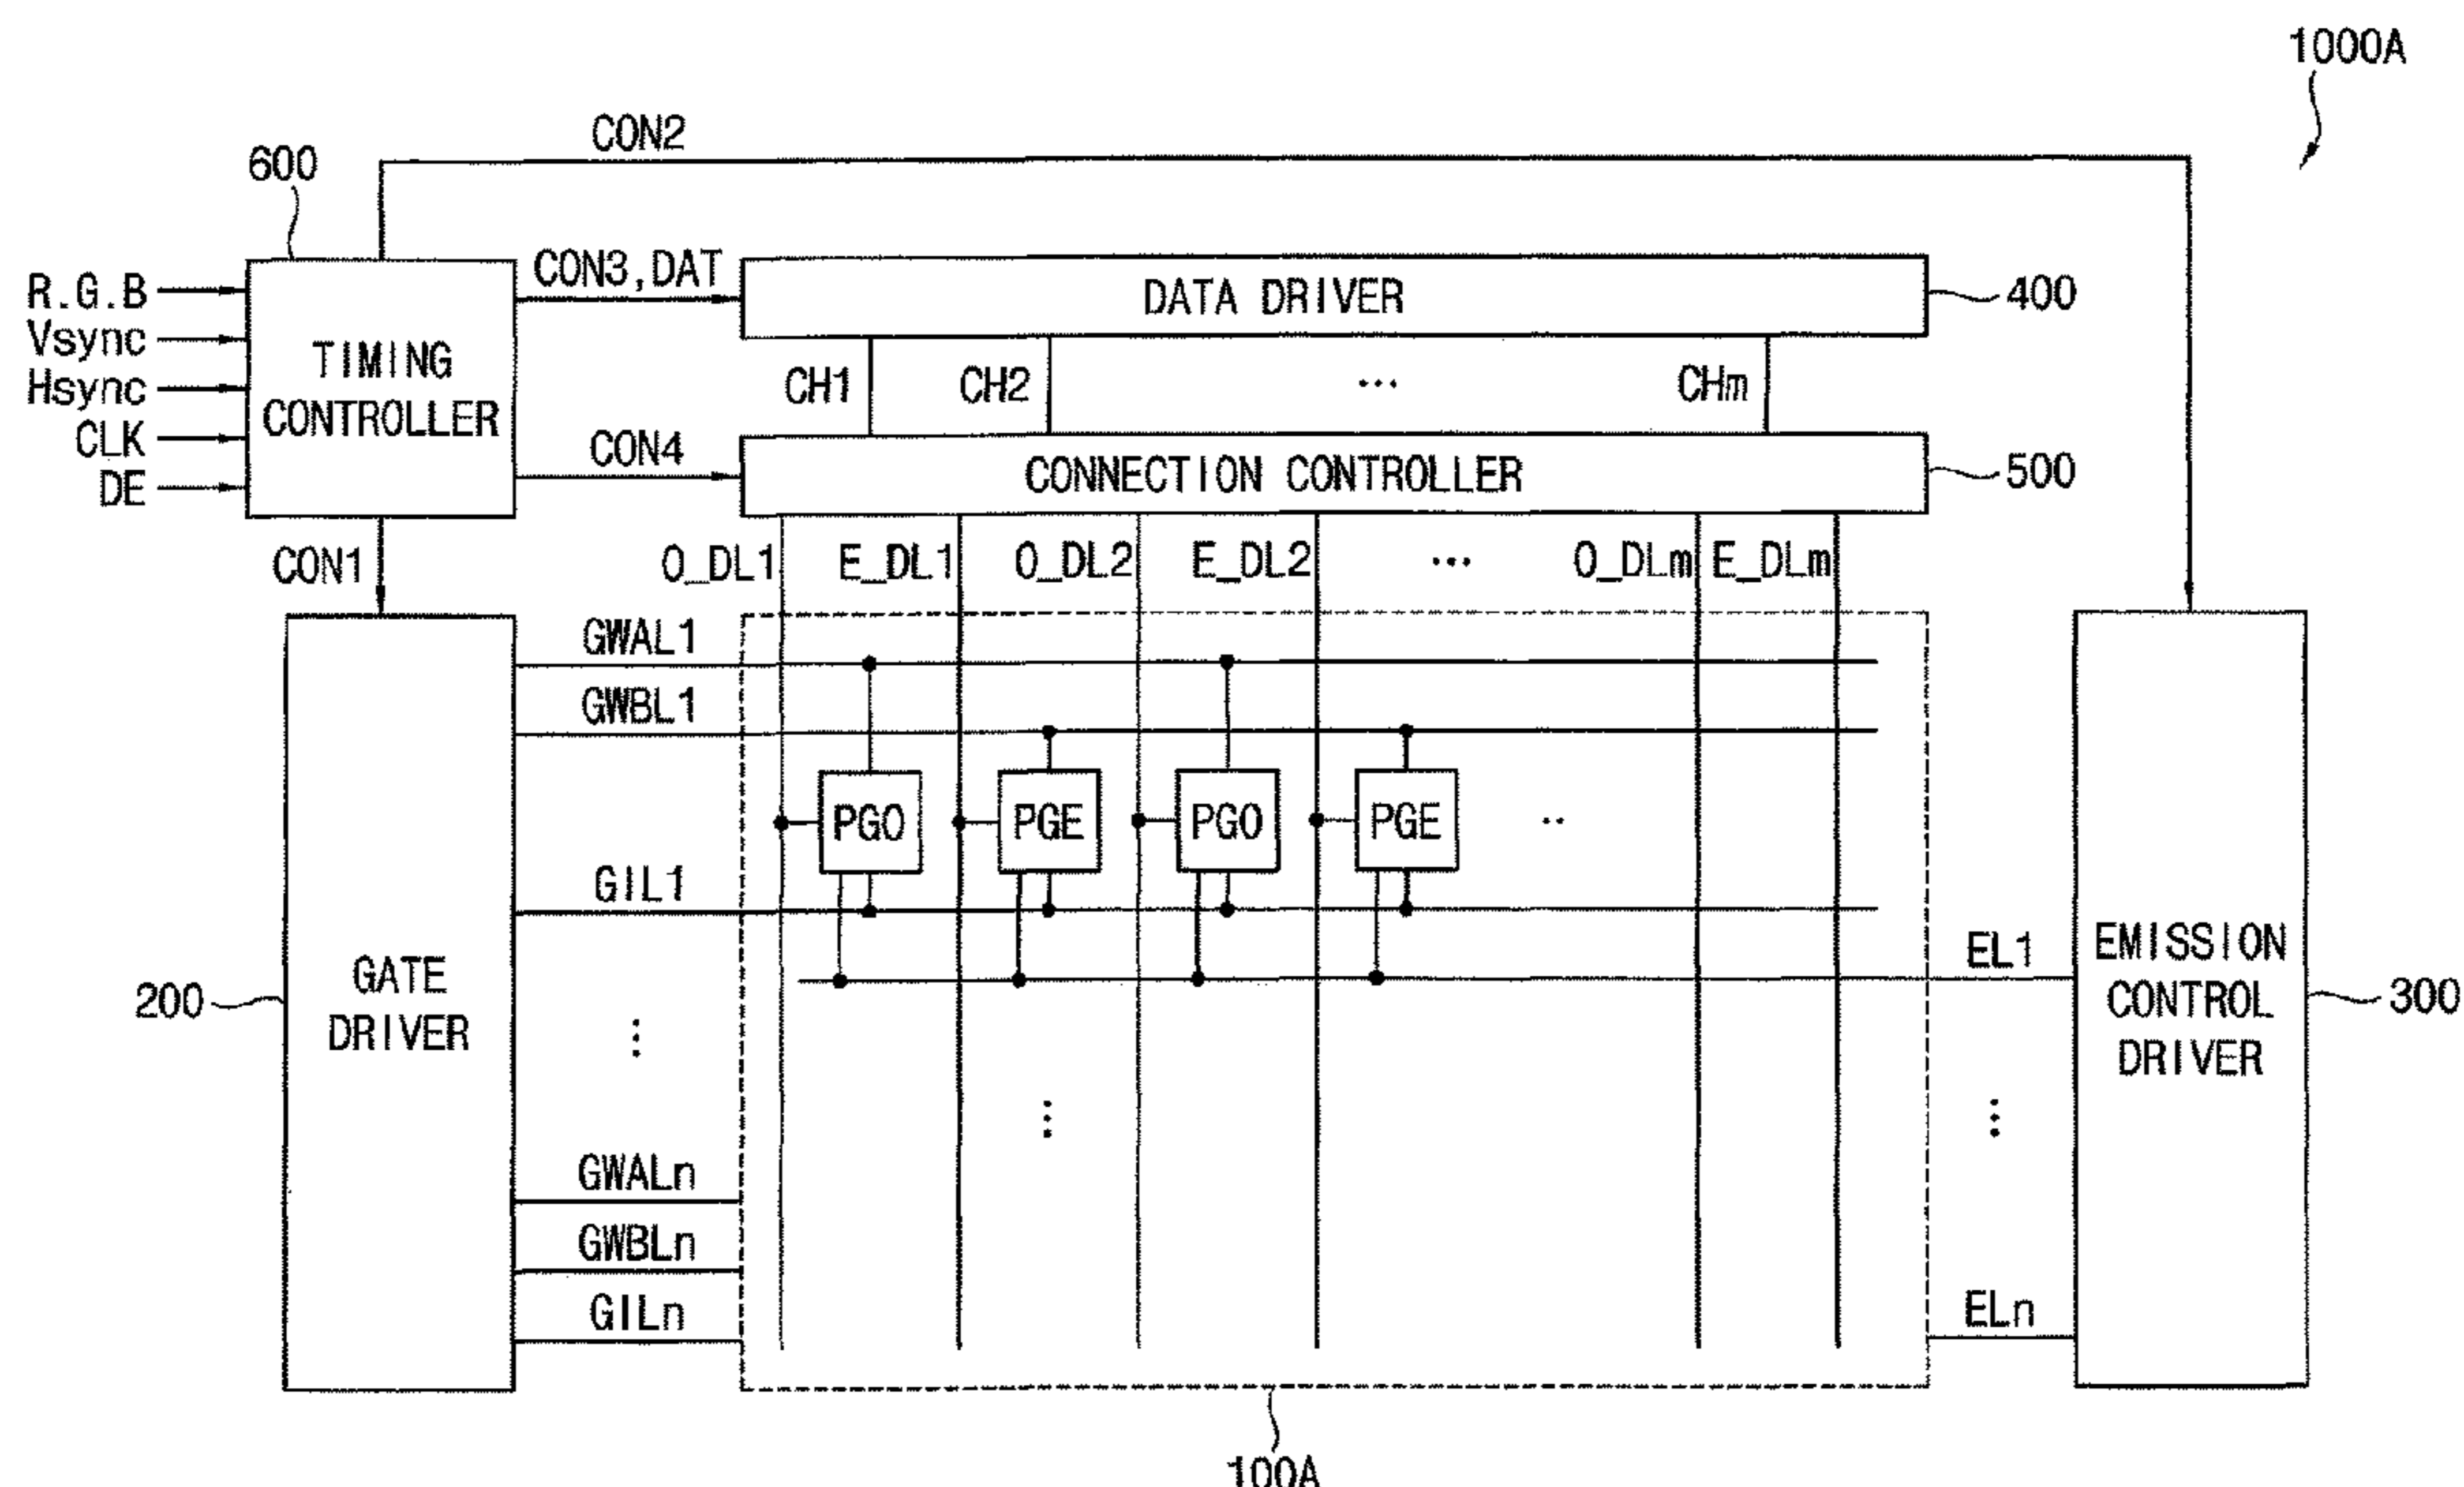 1000A
CON2
600
R.G.B
Vsync
Hsync
CLK
DE
TIMING
CONTROLLER
CON3,DAT
DATA DRIVER
400
CH1
CH2
...
CHm
CON4
CONNECTION CONTROLLER
500
CON1
O_DL1
E_DL1
O_DL2
E_DL2
...
O_DLm
E_DLm
GWAL1
GWBL1
PGO
PGE
PGO
PGE
..
GIL1
EL1
200
GATE
DRIVER
EMISSION
CONTROL
DRIVER
300
...
...
...
GWALn
GWBLn
GILn
ELn
100A